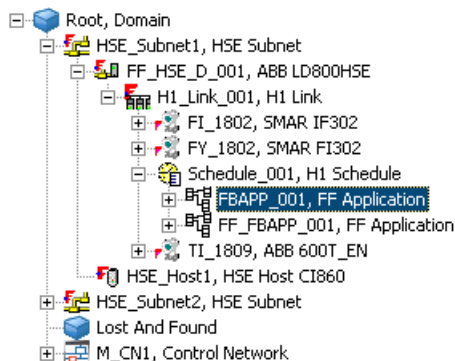 Root, Domain
HSE_Subnet1, HSE Subnet
FF_HSE_D_001, ABB LD800HSE
H1_Link_001, H1 Link
FI_1802, SMAR IF302
FY_1802, SMAR FI302
Schedule_001, H1 Schedule
FBAPP_001, FF Application
FF_FBAPP_001, FF Application
TI_1809, ABB 600T_EN
HSE_Host1, HSE Host CI860
HSE_Subnet2, HSE Subnet
Lost And Found
M_CN1, Control Network